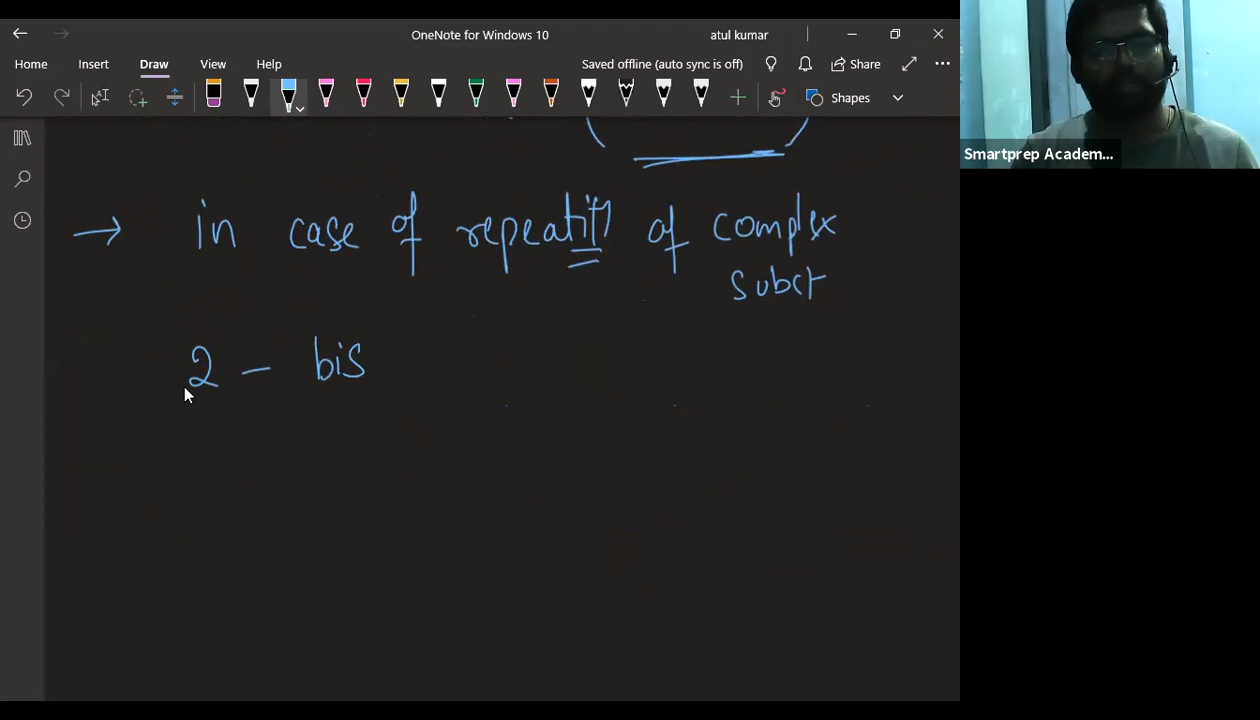 OneNote for Windows 10
atul kumar
Home Insert Draw View Help
Saved offline (auto sync is off)
Share
Shapes
Smartprep Academ...
→ in case of of complex
subst
2 - bis